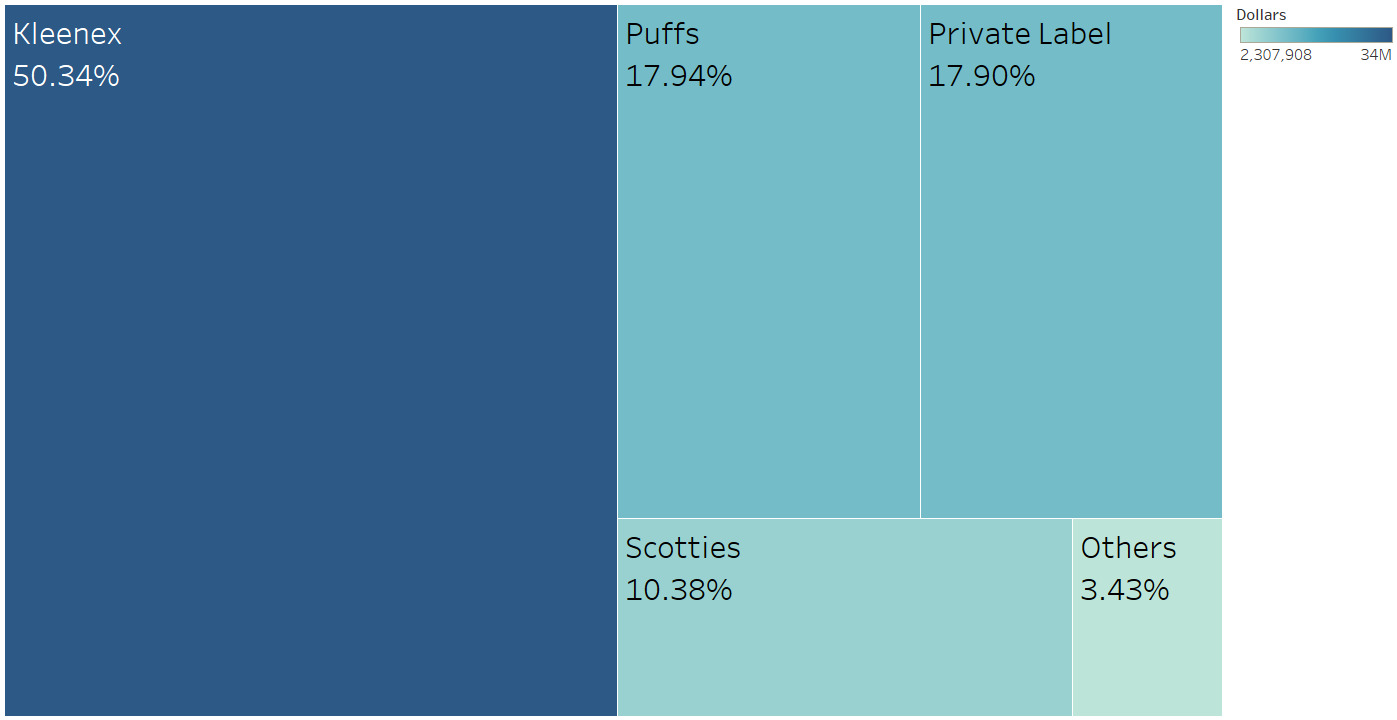 Kleenex
50.34%
Puffs
17.94%
Private Label
17.90%
Scotties
10.38%
Others
3.43%
Dollars
2,307,908 34M